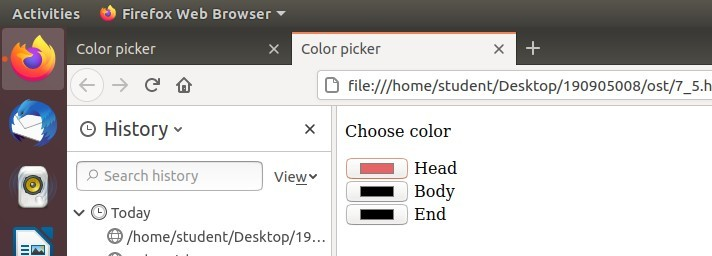 Activities Firefox Web Browser
Color picker Color picker
file:///home/student/Desktop/190905008/ost/7_5.h
History
Choose color
Search history View
Head
Body
Today
End
/home/student/Desktop/19...